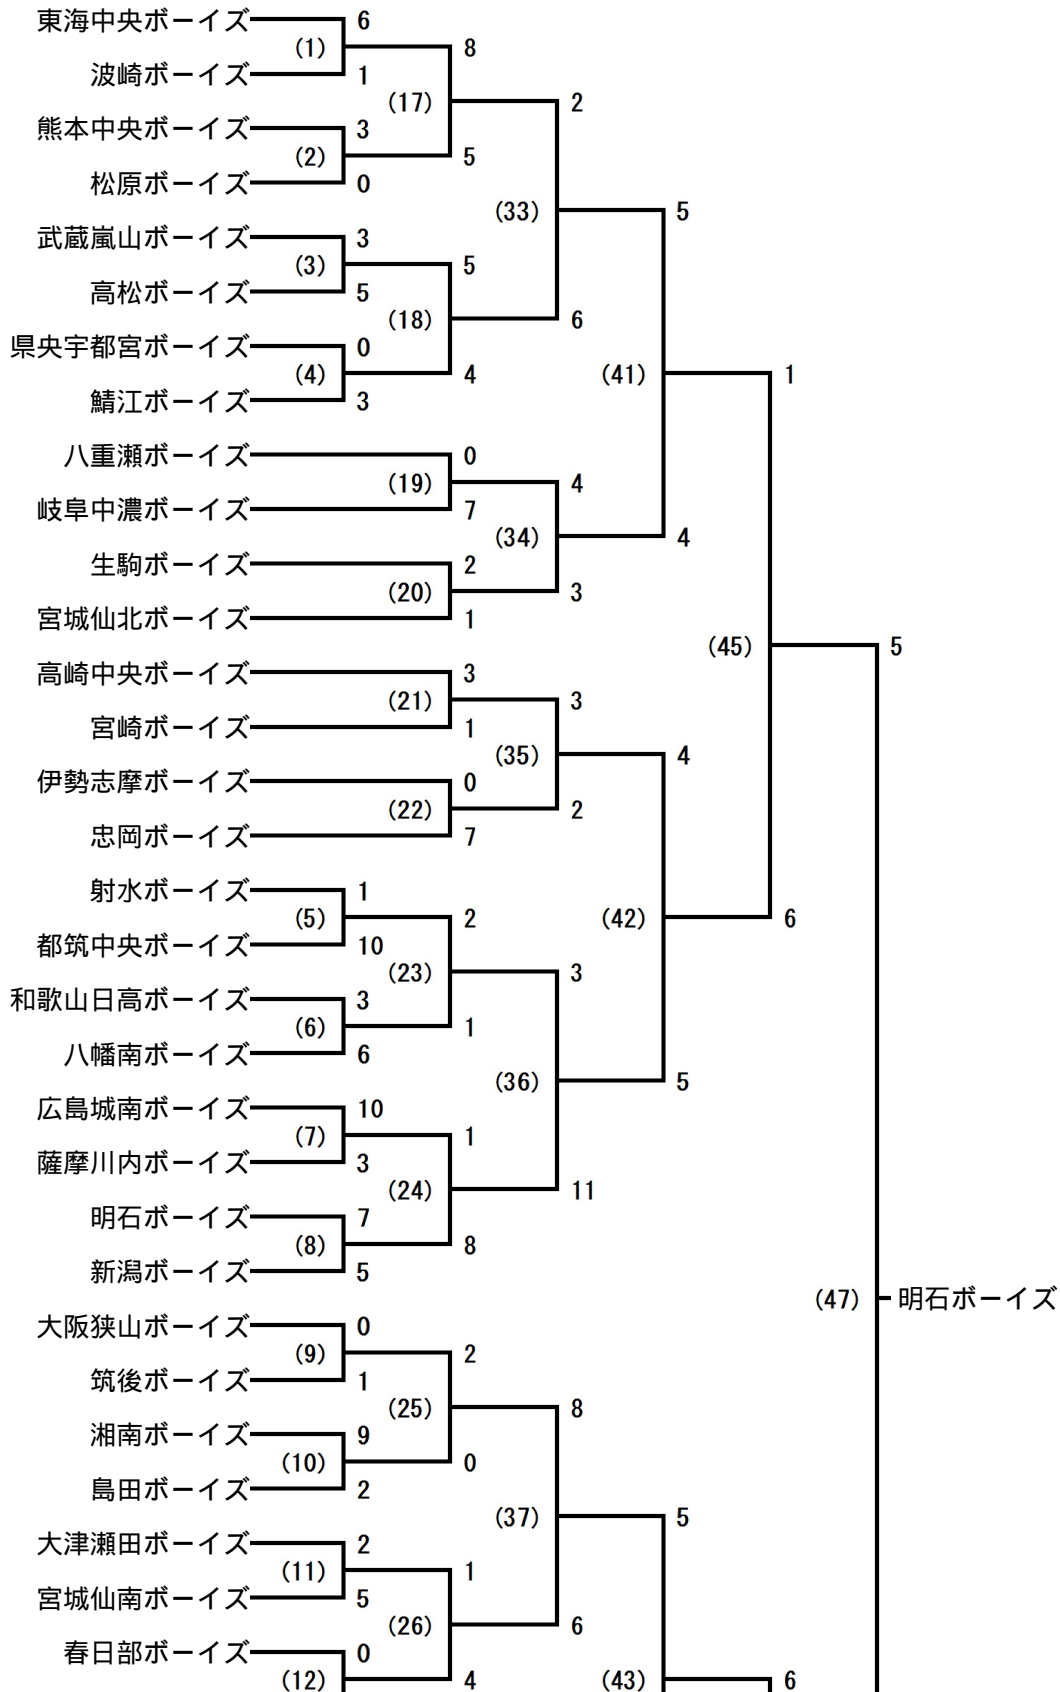 東海中央ボーイズ 6
(1) 8
波崎ボーイズ 1
(17) 2
熊本中央ボーイズ 3
(2) 5
松原ボーイズ 0
(33) 5
武蔵嵐山ボーイズ 3
(3) 5
高松ボーイズ 5
(18) 6
県央宇都宮ボーイズ 0
(4) 4
鯖江ボーイズ 3
(41) 1
八重瀬ボーイズ 0
(19) 4
岐阜中濃ボーイズ 7
(34) 4
生駒ボーイズ 2
(20) 3
宮城仙北ボーイズ 1
(45) 5
高崎中央ボーイズ 3
(21) 3
宮崎ボーイズ 1
(35) 4
伊勢志摩ボーイズ 0
(22) 2
忠岡ボーイズ 7
射水ボーイズ 1
(5) 2
(42) 6
都筑中央ボーイズ 10
(23) 3
和歌山日高ボーイズ 3
(6) 1
八幡南ボーイズ 6
(36) 5
広島城南ボーイズ 10
(7) 1
薩摩川内ボーイズ 3
(24) 11
明石ボーイズ 7
(8) 8
新潟ボーイズ 5
(47) 明石ボーイズ
大阪狭山ボーイズ 0
(9) 2
筑後ボーイズ 1
(25) 8
湘南ボーイズ 9
(10) 0
島田ボーイズ 2
(37) 5
大津瀬田ボーイズ 2
(11) 1
宮城仙南ボーイズ 5
(26) 6
春日部ボーイズ 0
(12) 4
(43) 6